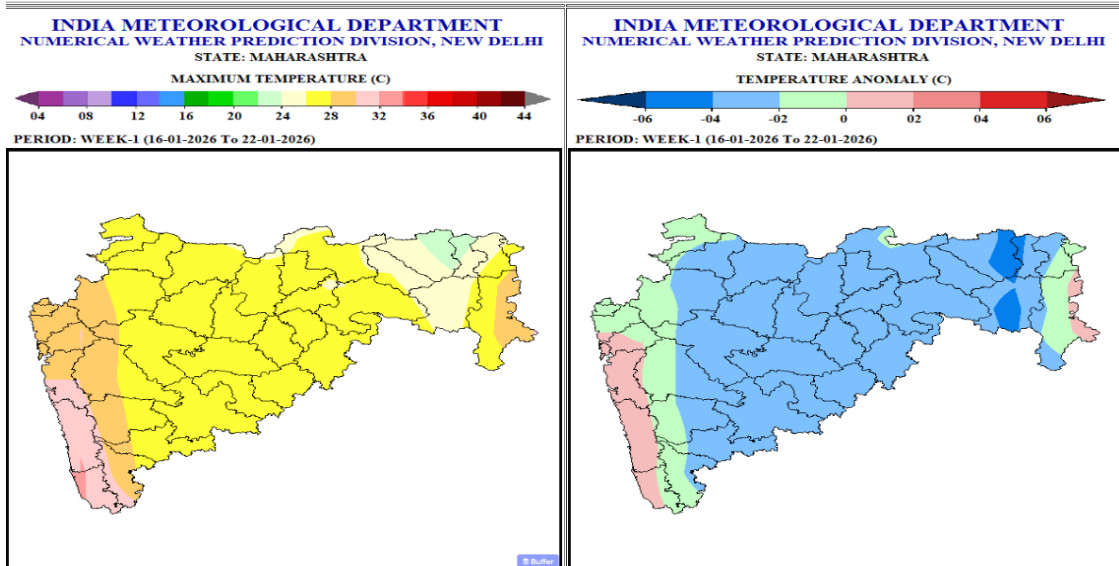 INDIA METEOROLOGICAL DEPARTMENT
NUMERICAL WEATHER PREDICTION DIVISION, NEW DELHI
STATE: MAHARASHTRA
MAXIMUM TEMPERATURE (C)
04 08 12 16 20 24 28 32 36 40 44
PERIOD: WEEK-1 (16-01-2026 To 22-01-2026)
Buffer
INDIA METEOROLOGICAL DEPARTMENT
NUMERICAL WEATHER PREDICTION DIVISION, NEW DELHI
STATE: MAHARASHTRA
TEMPERATURE ANOMALY (C)
-06 -04 -02 0 02 04 06
PERIOD: WEEK-1 (16-01-2026 To 22-01-2026)